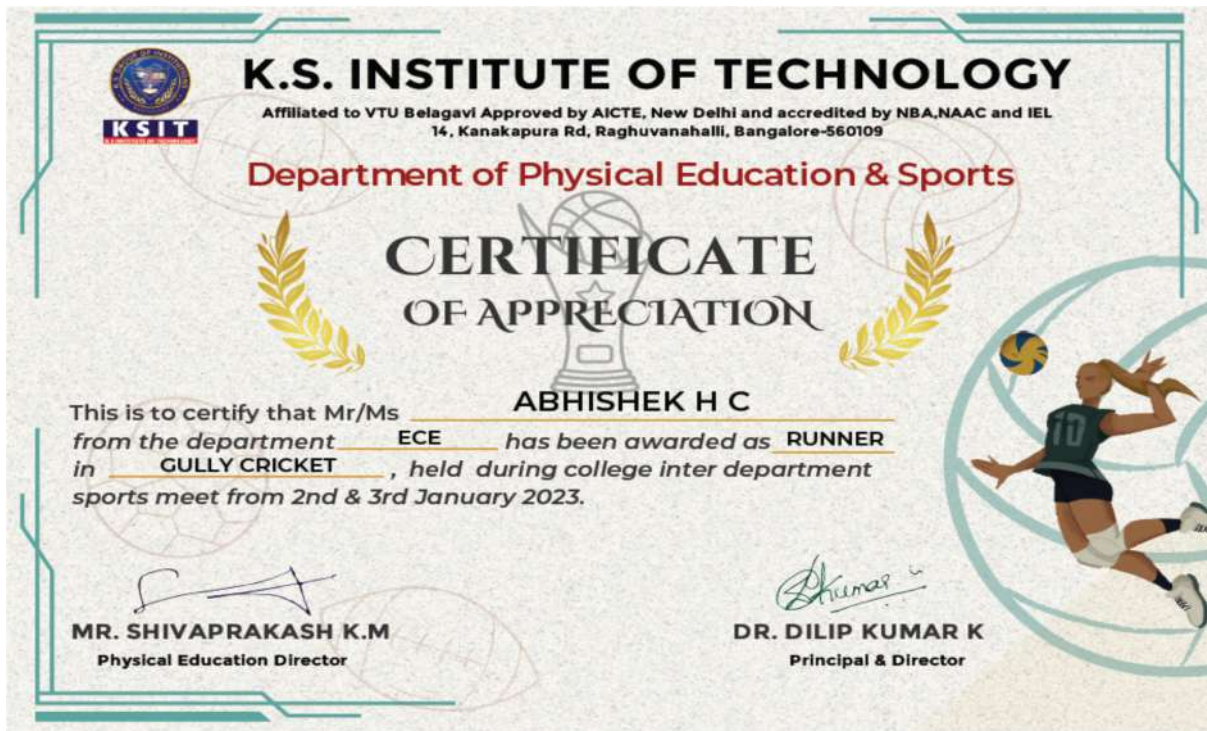 K.S. INSTITUTE OF TECHNOLOGY
Affiliated to VTU Belagavi Approved by AICTE, New Delhi and accredited by NBA,NAAC and IEL
14, Kanakapura Rd, Raghuvanahalli, Bangalore-560109
KSIT
K.S INSTITUTE OF TECHNOLOGY
Department of Physical Education & Sports
CERTIFICATE
OF APPRECIATION
This is to certify that Mr/Ms ABHISHEK H C
from the department ECE has been awarded as RUNNER
in GULLY CRICKET , held during college inter department
sports meet from 2nd & 3rd January 2023.
10
Kumar
MR. SHIVAPRAKASH K.M
DR. DILIP KUMAR K
Physical Education Director
Principal & Director